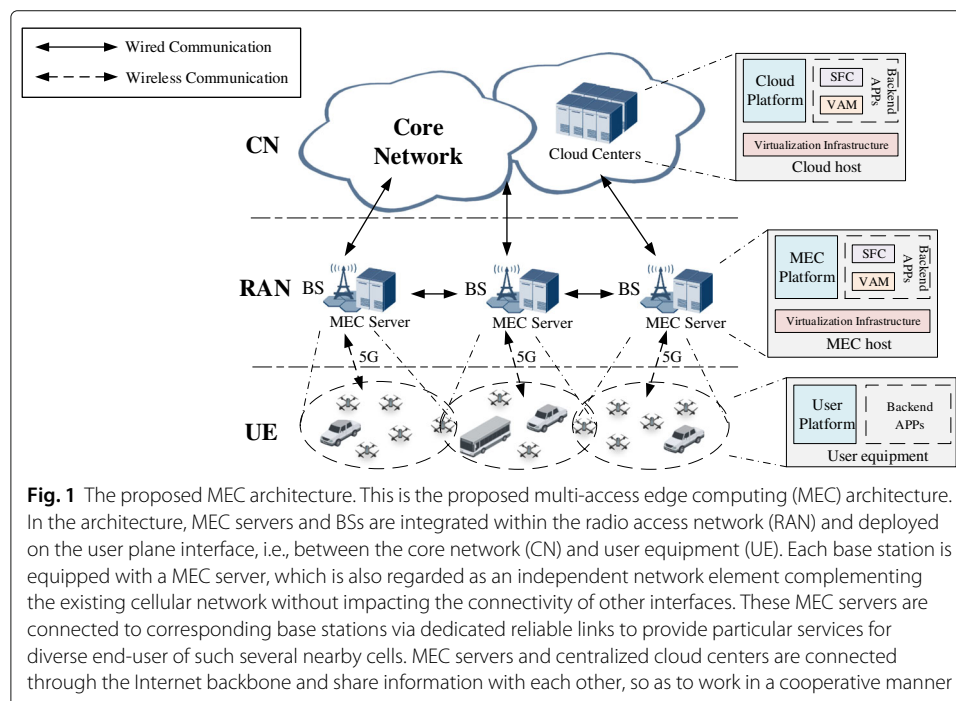 Wired Communication
Wireless Communication
CN
Core
Network
Cloud Centers
Cloud
Platform
SFC
VAM
Backend
APPs
Virtualization Infrastructure
Cloud host
RAN
BS
MEC Server
BS
MEC Server
BS
MEC Server
MEC
Platform
SFC
VAM
Backend
APPs
Virtualization Infrastructure
MEC host
5G
5G
5G
UE
User
Platform
Backend
APPs
User equipment
Fig. 1 The proposed MEC architecture. This is the proposed multi-access edge computing (MEC) architecture.
In the architecture, MEC servers and BSs are integrated within the radio access network (RAN) and deployed
on the user plane interface, i.e., between the core network (CN) and user equipment (UE). Each base station is
equipped with a MEC server, which is also regarded as an independent network element complementing
the existing cellular network without impacting the connectivity of other interfaces. These MEC servers are
connected to corresponding base stations via dedicated reliable links to provide particular services for
diverse end-user of such several nearby cells. MEC servers and centralized cloud centers are connected
through the Internet backbone and share information with each other, so as to work in a cooperative manner